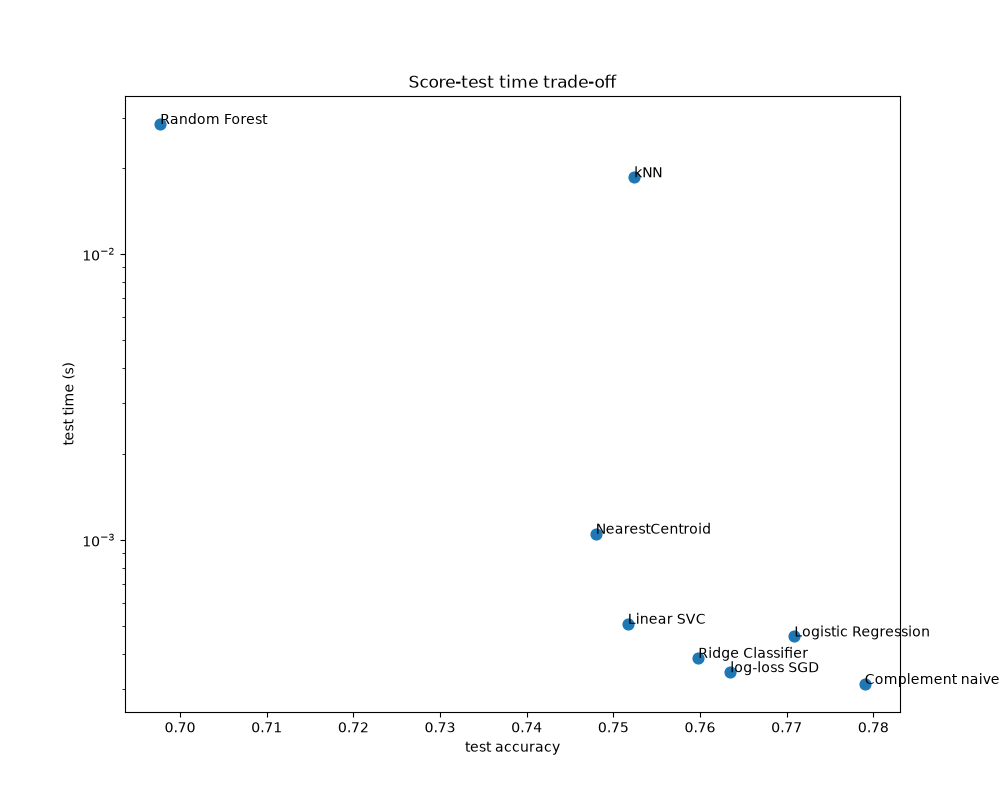 Score-test time trade-off
Random Forest
kNN
10⁻²
test time (s)
NearestCentroid
10⁻³
Linear SVC
Logistic Regression
Ridge Classifier
log-loss SGD
Complement naive
0.70 0.71 0.72 0.73 0.74 0.75 0.76 0.77 0.78
test accuracy